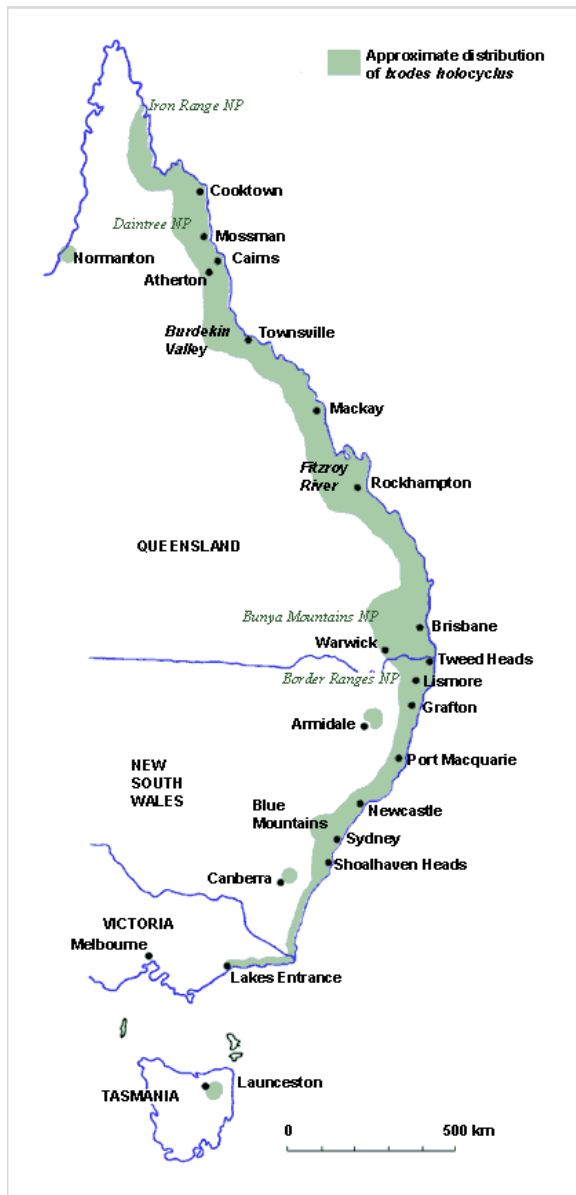 Approximate distribution
of Ixodes holocyclus
Iron Range NP
Cooktown
Daintree NP
Mossman
Normanton
Cairns
Atherton
Burdekin
Valley
Townsville
Mackay
Fitzroy
River
Rockhampton
QUEENSLAND
Bunya Mountains NP
Brisbane
Warwick
Tweed Heads
Border Ranges NP
Lismore
Grafton
Armidale
Port Macquarie
NEW
SOUTH
WALES
Blue
Mountains
Newcastle
Sydney
Shoalhaven Heads
Canberra
VICTORIA
Melbourne
Lakes Entrance
Launceston
TASMANIA
0 500 km